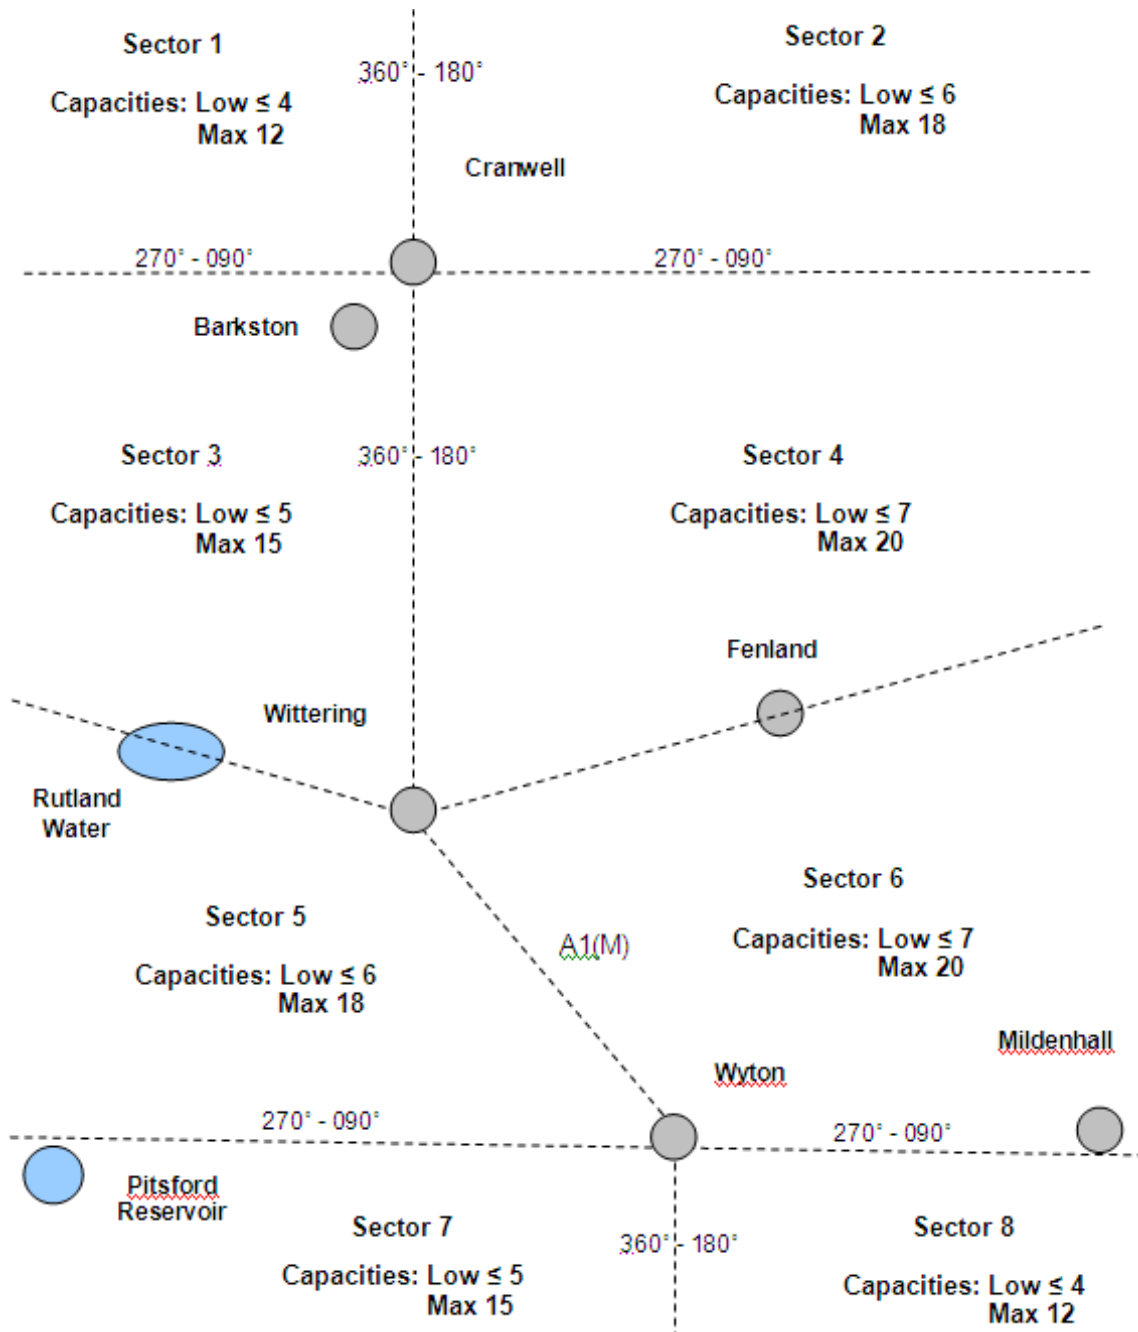 Sector 1
Capacities: Low ≤ 4
Max 12
360° - 180°
Sector 2
Capacities: Low ≤ 6
Max 18
Cranwell
270° - 090°
270° - 090°
Barkston
Sector 3
Capacities: Low ≤ 5
Max 15
360° - 180°
Sector 4
Capacities: Low ≤ 7
Max 20
Fenland
Wittering
Rutland
Water
Sector 5
Capacities: Low ≤ 6
Max 18
A1(M)
Sector 6
Capacities: Low ≤ 7
Max 20
Mildenhall
Wyton
270° - 090°
270° - 090°
Pitsford
Reservoir
Sector 7
Capacities: Low ≤ 5
Max 15
360° - 180°
Sector 8
Capacities: Low ≤ 4
Max 12